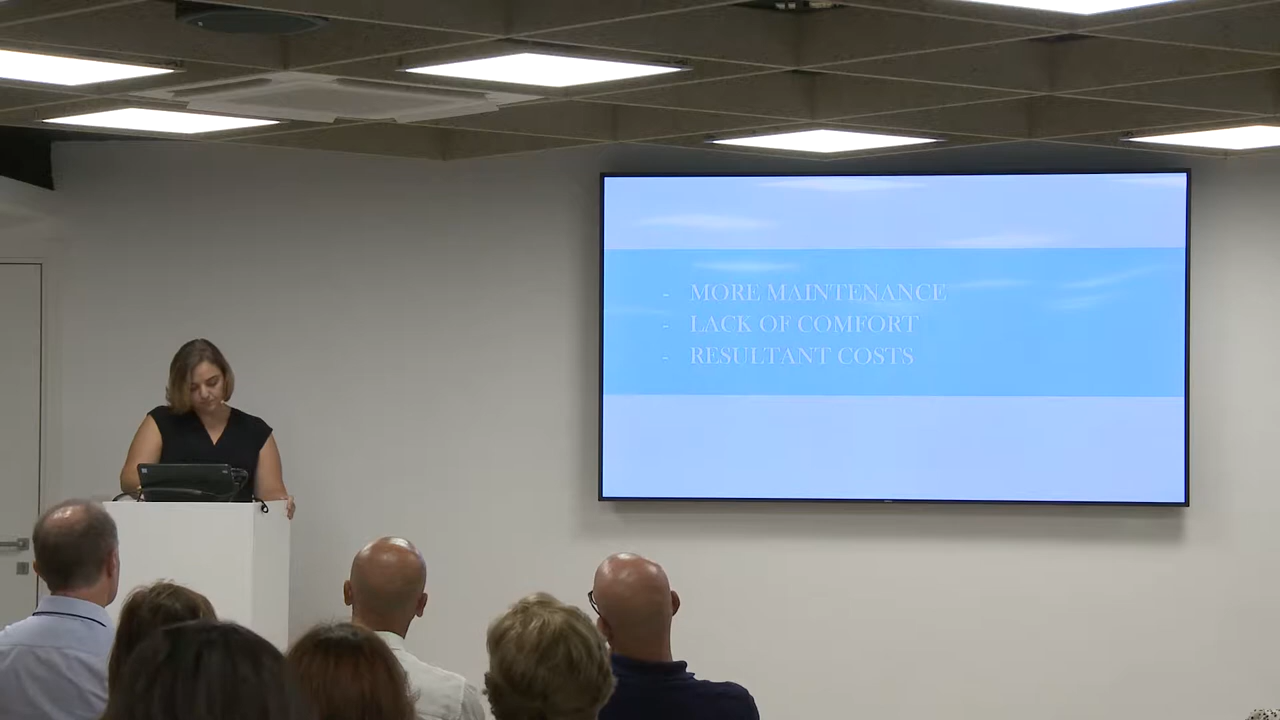 - MORE MAINTENANCE
- LACK OF COMFORT
- RESULTANT COSTS